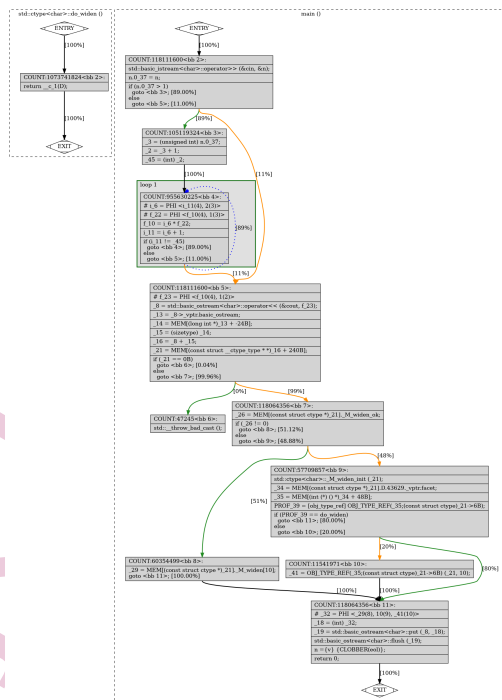 std::ctype<char>::do_widen ()
ENTRY
[100%]
COUNT:1073741824<bb 2>:
return __c_1(D);
[100%]
EXIT
main ()
ENTRY
[100%]
COUNT:118111600<bb 2>:
std::basic_istream<char>::operator>> (&cin, &n);
n.0_37 = n;
if (n.0_37 > 1)
goto <bb 3>; [89.00%]
else
goto <bb 5>; [11.00%]
[89%]
[11%]
COUNT:105119324<bb 3>:
_3 = (unsigned int) n.0_37;
_2 = _3 + 1;
_45 = (int) _2;
[100%]
loop 1
COUNT:955630225<bb 4>:
# i_6 = PHI <i_11(4), 2(3)>
# f_22 = PHI <f_10(4), 1(3)>
f_10 = i_6 * f_22;
i_11 = i_6 + 1;
if (i_11 != _45)
goto <bb 4>; [89.00%]
else
goto <bb 5>; [11.00%]
[89%]
[11%]
COUNT:118111600<bb 5>:
# f_23 = PHI <f_10(4), 1(2)>
_8 = std::basic_ostream<char>::operator<< (&cout, f_23);
_13 = _8->_vptr.basic_ostream;
_14 = MEM[(long int *)_13 + -24B];
_15 = (sizetype) _14;
_16 = _8 + _15;
_21 = MEM[(const struct __ctype_type * *)_16 + 240B];
if (_21 == 0B)
goto <bb 6>; [0.04%]
else
goto <bb 7>; [99.96%]
[0%]
[99%]
COUNT:47245<bb 6>:
std::__throw_bad_cast ();
COUNT:118064356<bb 7>:
_26 = MEM[(const struct ctype *)_21]._M_widen_ok;
if (_26 != 0)
goto <bb 8>; [51.12%]
else
goto <bb 9>; [48.88%]
[51%]
[48%]
COUNT:57709857<bb 9>:
std::ctype<char>::_M_widen_init (_21);
_34 = MEM[(const struct ctype *)_21].D.43629._vptr.facet;
_35 = MEM[(int (*) () *)_34 + 48B];
PROF_39 = [obj_type_ref] OBJ_TYPE_REF(_35;(const struct ctype)_21->6B);
if (PROF_39 == do_widen)
goto <bb 11>; [80.00%]
else
goto <bb 10>; [20.00%]
[20%]
[80%]
COUNT:60354499<bb 8>:
_29 = MEM[(const struct ctype *)_21]._M_widen[10];
goto <bb 11>; [100.00%]
COUNT:11541971<bb 10>:
_41 = OBJ_TYPE_REF(_35;(const struct ctype)_21->6B) (_21, 10);
[100%]
[100%]
COUNT:118064356<bb 11>:
# _32 = PHI <_29(8), 10(9), _41(10)>
_18 = (int) _32;
_19 = std::basic_ostream<char>::put (_8, _18);
std::basic_ostream<char>::flush (_19);
n ={v} {CLOBBER(eol)};
return 0;
[100%]
EXIT